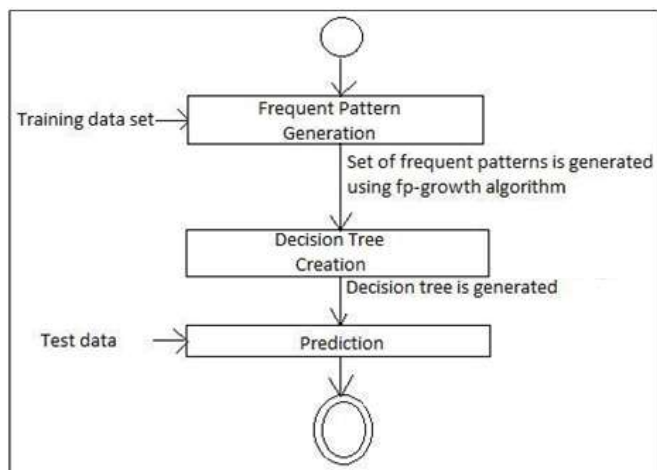 Training data set
Frequent Pattern
Generation
Set of frequent patterns is generated
using fp-growth algorithm
Decision Tree
Creation
Decision tree is generated
Test data
Prediction